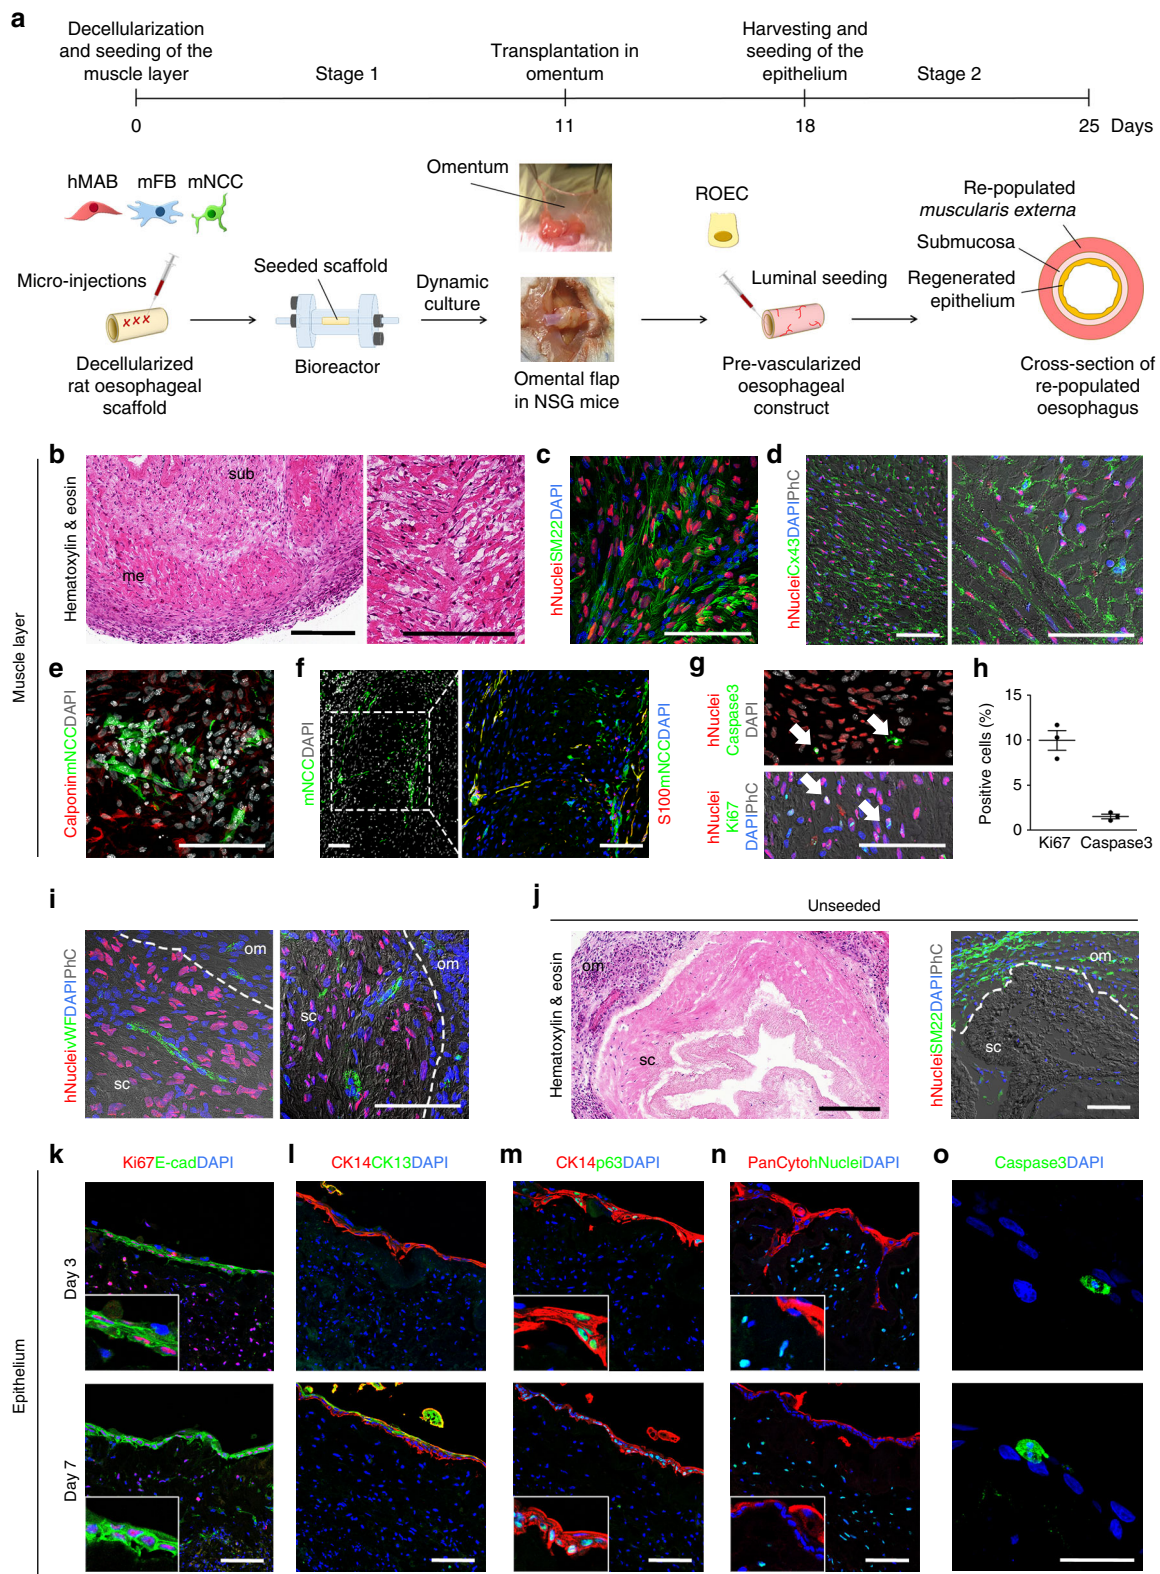 a
Decellularization
and seeding of the
muscle layer
Stage 1
Transplantation in
omentum
Harvesting and
seeding of the
epithelium
Stage 2
0
11
18
25 Days
hMAB mFB mNCC
Micro-injections
Decellularized
rat oesophageal
scaffold
Seeded scaffold
Bioreactor
Dynamic
culture
Omentum
Omental flap
in NSG mice
ROEC
Luminal seeding
Pre-vascularized
oesophageal
construct
Re-populated
muscularis externa
Submucosa
Regenerated
epithelium
Cross-section of
re-populated
oesophagus
Muscle layer
b
Hematoxylin & eosin
sub
me
c
hNucleiSM22DAPI
d
hNucleiCx43DAPIPhC
e
CalponinmNCCDAPI
f
mNCCDAPI
S100mNCCDAPI
g
hNuclei
Caspase3
DAPI
hNuclei
Ki67
DAPIPhC
h
Positive cells (%)
15
10
5
0
Ki67 Caspase3
i
hNucleivWFDAPIPhC
om
sc
om
sc
j
Unseeded
Hematoxylin & eosin
om
sc
hNucleiSM22DAPIPhC
om
sc
Epithelium
k
Ki67E-cadDAPI
l
CK14CK13DAPI
m
CK14p63DAPI
n
PanCytohNucleiDAPI
o
Caspase3DAPI
Day 3
Day 7